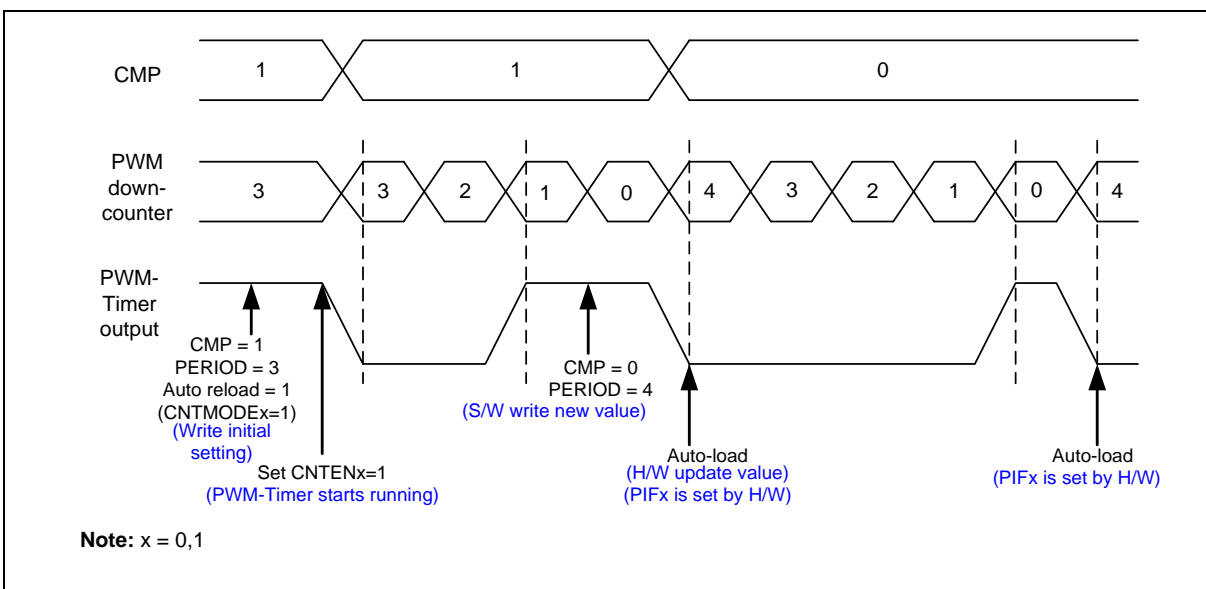 CMP
1
1
0
PWM
down-
counter
3
3
2
1
0
4
3
2
1
0
4
PWM-
Timer
output
CMP = 1
PERIOD = 3
Auto reload = 1
(CNTMODEx=1)
(Write initial
setting)
Set CNTENx=1
(PWM-Timer starts running)
CMP = 0
PERIOD = 4
(S/W write new value)
Auto-load
(H/W update value)
(PIFx is set by H/W)
Auto-load
(PIFx is set by H/W)
Note: x = 0,1